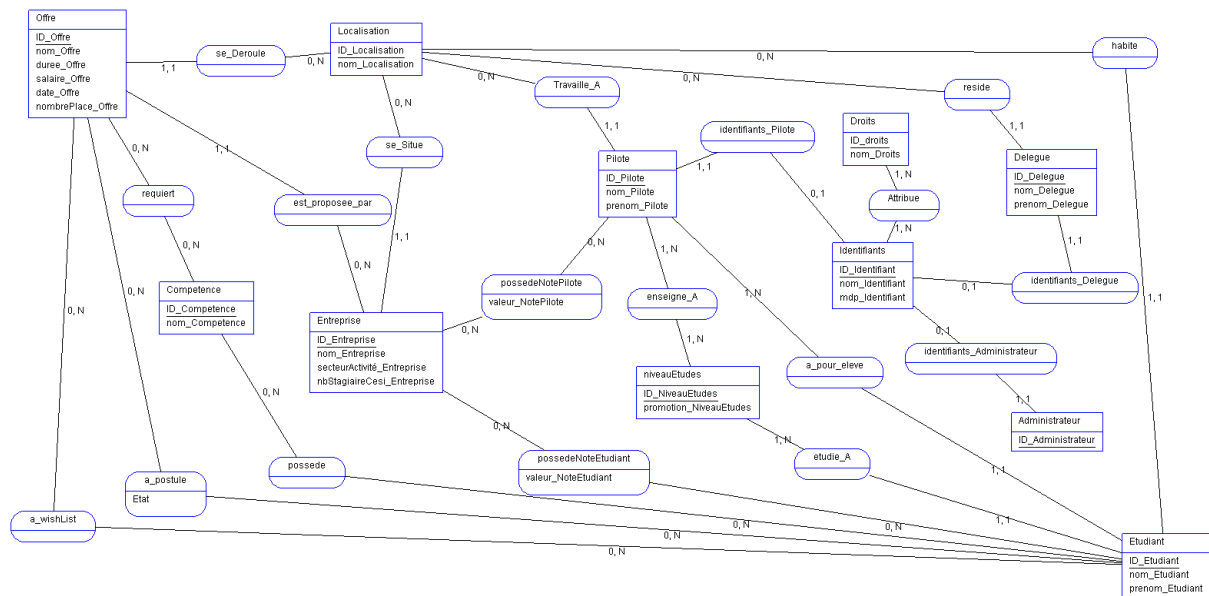 Offre
ID_Offre
nom_Offre
duree_Offre
salaire_Offre
date_Offre
nombrePlace_Offre
1, 1
se_Deroule
0, N
Localisation
ID_Localisation
nom_Localisation
0, N
habite
0, N
Travaille_A
0, N
reside
0, N
1, 1
1, 1
identifiants_Pilote
Droits
ID_droits
nom_Droits
1, 1
Delegue
ID_Delegue
nom_Delegue
prenom_Delegue
0, N
se_Situe
1, 1
0, N
requiert
est_proposee_par
Pilote
ID_Pilote
nom_Pilote
prenom_Pilote
1, 1
0, 1
1, N
Attribue
1, N
1, 1
Identifiants
ID_Identifiant
nom_Identifiant
mdp_Identifiant
0, 1
identifiants_Delegue
0, N
1, N
0, N
0, N
possedeNotePilote
valeur_NotePilote
0, N
enseigne_A
1, N
1, N
0, 1
identifiants_Administrateur
1, 1
Administrateur
ID_Administrateur
Competence
ID_Competence
nom_Competence
0, N
0, N
Entreprise
ID_Entreprise
nom_Entreprise
secteurActivité_Entreprise
nbStagiaireCesi_Entreprise
niveauEtudes
ID_NiveauEtudes
promotion_NiveauEtudes
a_pour_eleve
1, 1
0, N
0, N
1, N
etudie_A
1, 1
possede
possedeNoteEtudiant
valeur_NoteEtudiant
a_postule
Etat
a_wishList
0, N
0, N
0, N
0, N
1, 1
Etudiant
ID_Etudiant
nom_Etudiant
prenom_Etudiant